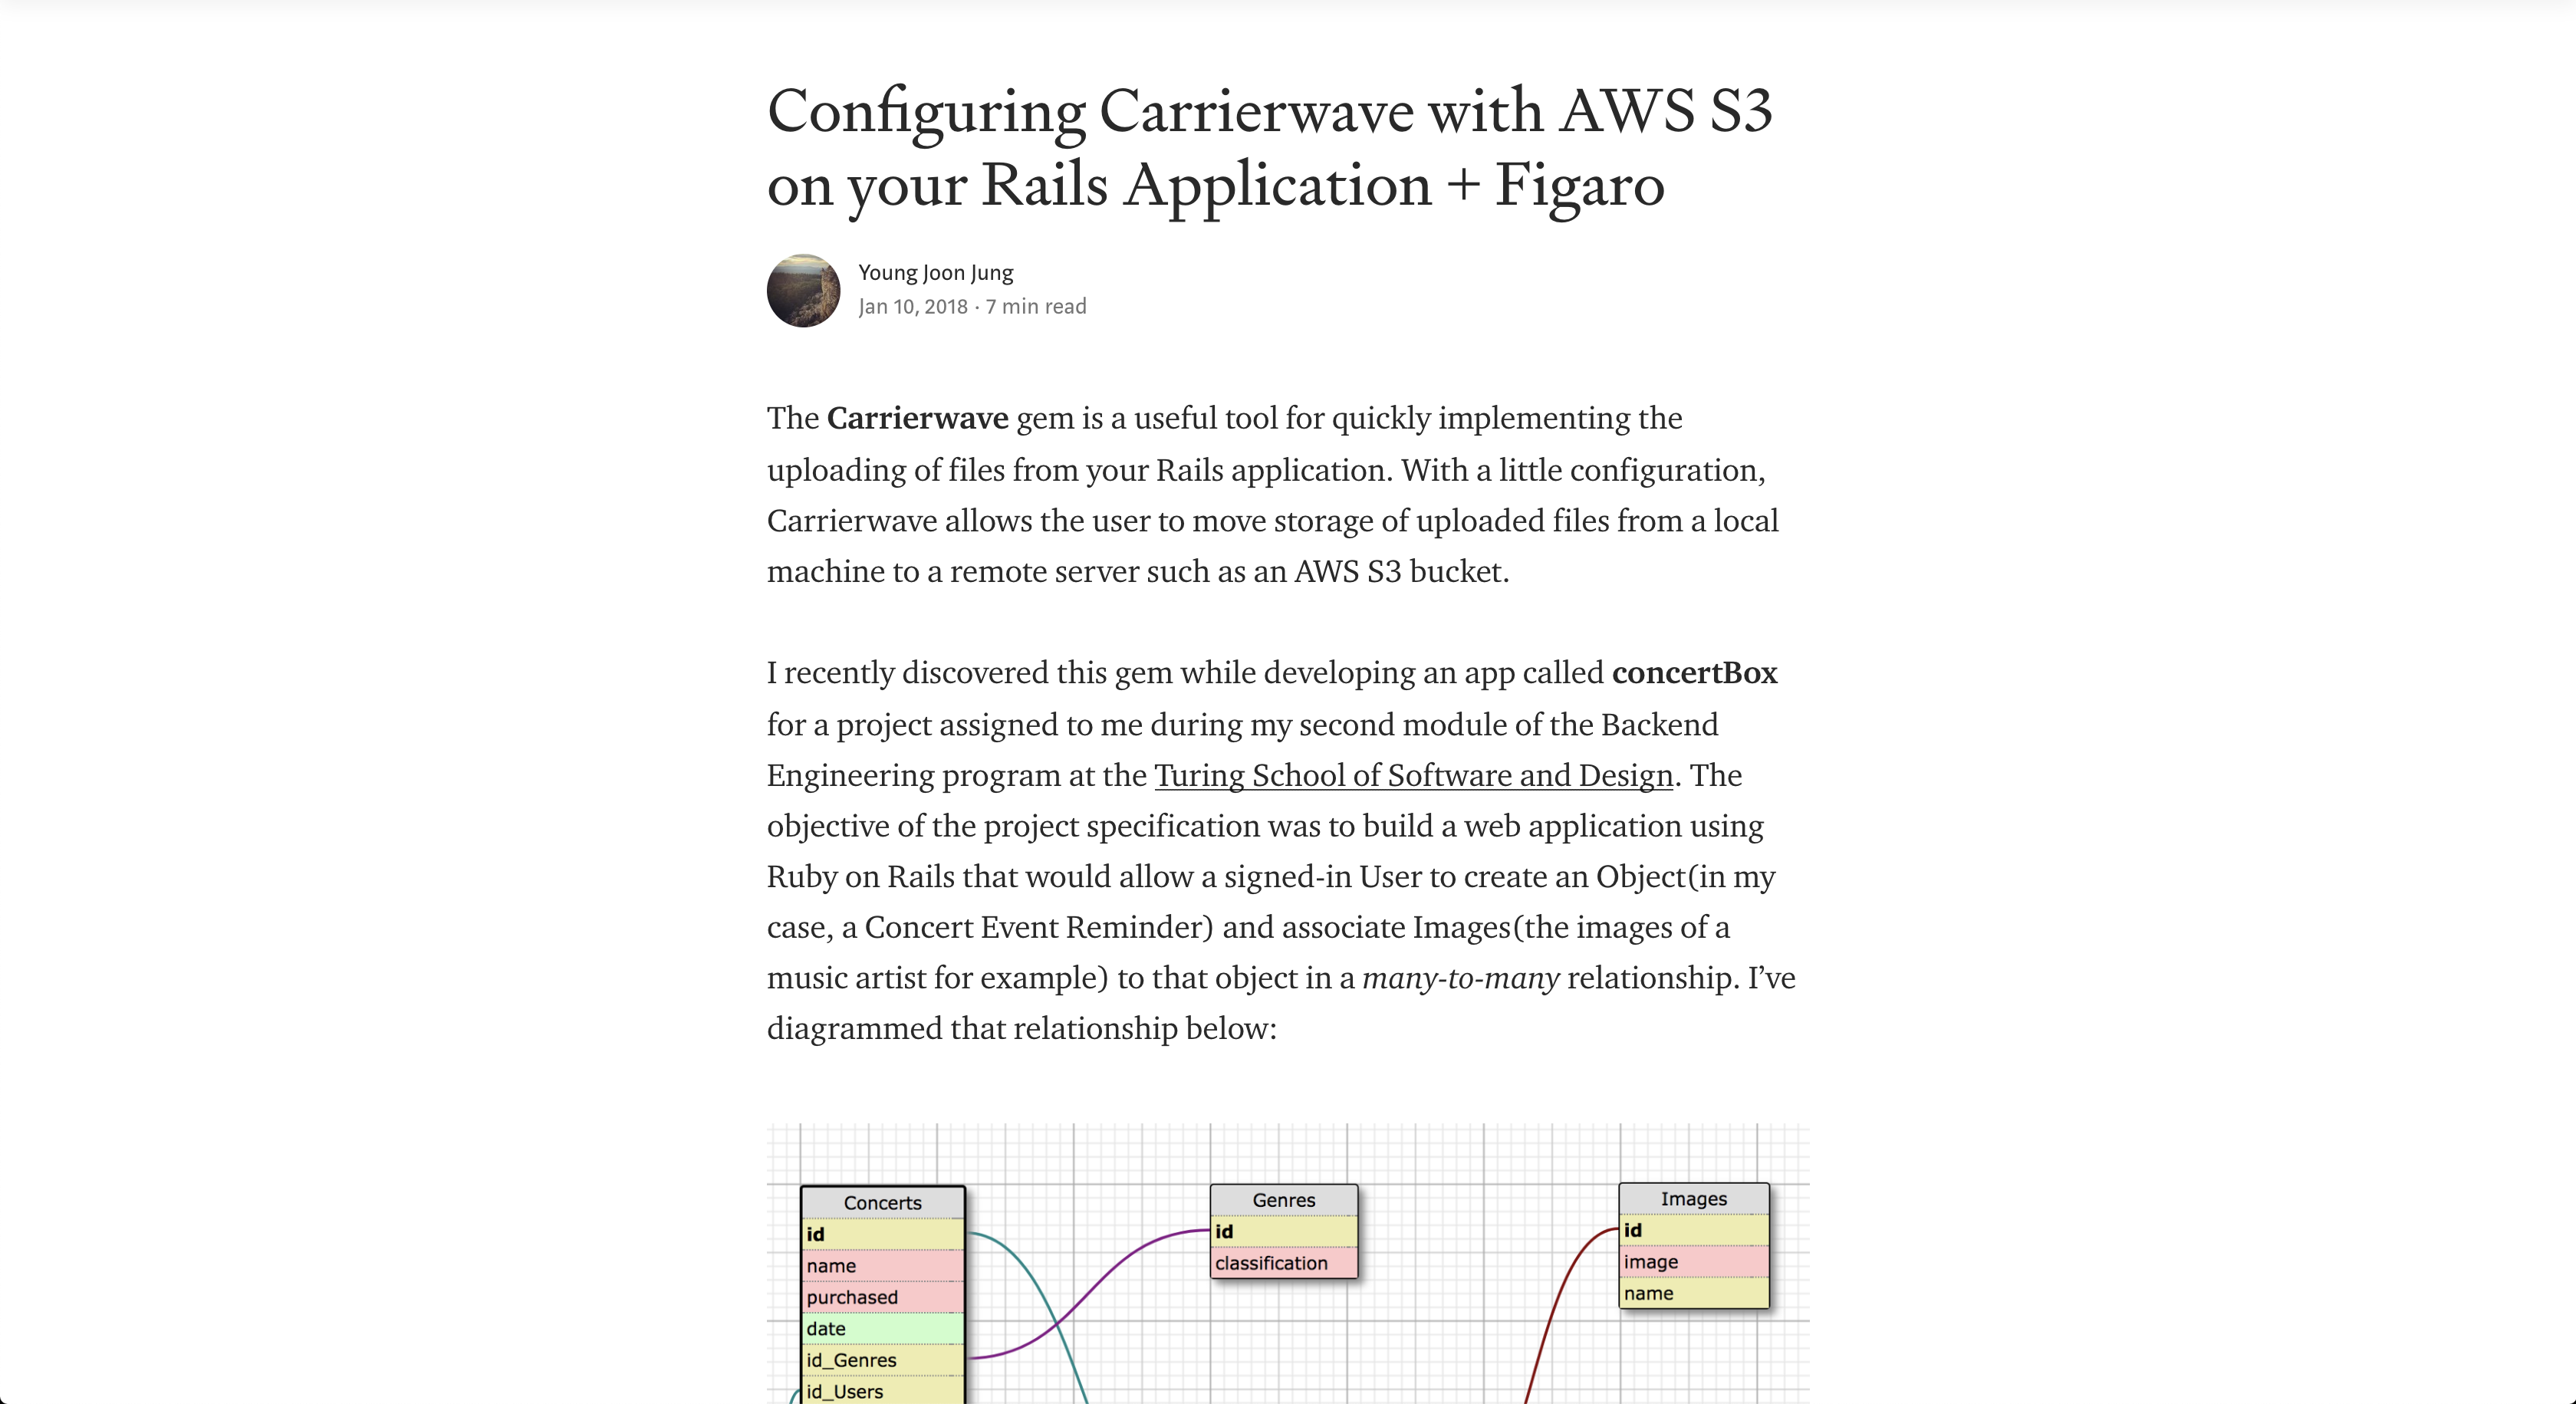 Configuring Carrierwave with AWS S3
on your Rails Application + Figaro
Young Joon Jung
Jan 10, 2018 · 7 min read
The Carrierwave gem is a useful tool for quickly implementing the
uploading of files from your Rails application. With a little configuration,
Carrierwave allows the user to move storage of uploaded files from a local
machine to a remote server such as an AWS S3 bucket.
I recently discovered this gem while developing an app called concertBox
for a project assigned to me during my second module of the Backend
Engineering program at the Turing School of Software and Design. The
objective of the project specification was to build a web application using
Ruby on Rails that would allow a signed-in User to create an Object(in my
case, a Concert Event Reminder) and associate Images(the images of a
music artist for example) to that object in a many-to-many relationship. I’ve
diagrammed that relationship below:
Concerts
id
name
purchased
date
id_Genres
id_Users
Genres
id
classification
Images
id
image
name